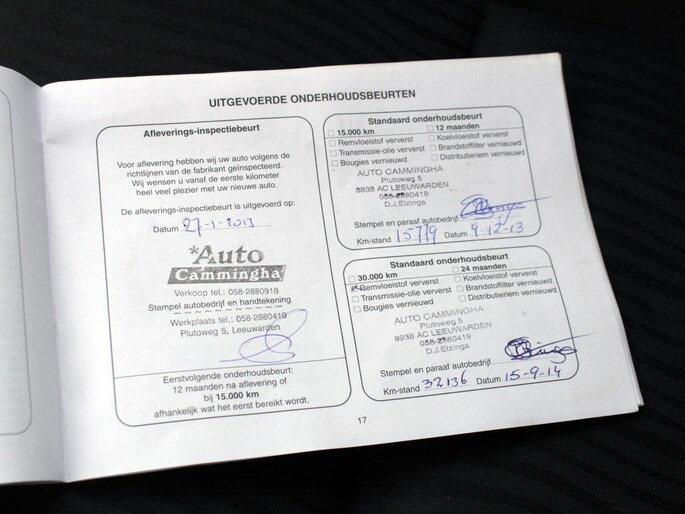 UITGEVOERDE ONDERHOUDSBEURTEN
Afleverings-inspectiebeurt
Voor aflevering hebben wij uw auto volgens de
richtlijnen van de fabrikant geïnspecteerd.
Wij wensen u vanaf de eerste kilometer
heel veel plezier met uw nieuwe auto.
De afleverings-inspectiebeurt is uitgevoerd op:
Datum 27-1-2013
*Auto
Cammingha
Verkoop tel.: 058-2880918
Stempel autobedrijf en handtekening
Werkplaats tel.: 058-2880419
Plutoweg 5, Leeuwarden
Eerstvolgende onderhoudsbeurt:
12 maanden na aflevering of
bij 15.000 km
afhankelijk wat het eerst bereikt wordt.
Standaard onderhoudsbeurt
15.000 km 12 maanden
Remvloeistof ververst Koelvloeistof ververst
Transmissie-olie ververst Brandstoffilter vernieuwd
Bougies vernieuwd Distributieriem vernieuwd
AUTO CAMMINGHA
Plutoweg 5
8938 AC LEEUWARDEN
058-2880419
D.J.Elzinga
Stempel en paraaf autobedrijf
Km-stand 15779 Datum 9-12-13
Standaard onderhoudsbeurt
30.000 km 24 maanden
Remvloeistof ververst Koelvloeistof ververst
Transmissie-olie ververst Brandstoffilter vernieuwd
Bougies vernieuwd Distributieriem vernieuwd
AUTO CAMMINGHA
Plutoweg 5
8938 AC LEEUWARDEN
058-2880419
D.J.Elzinga
Stempel en paraaf autobedrijf
Km-stand 32136 Datum 15-9-14
17